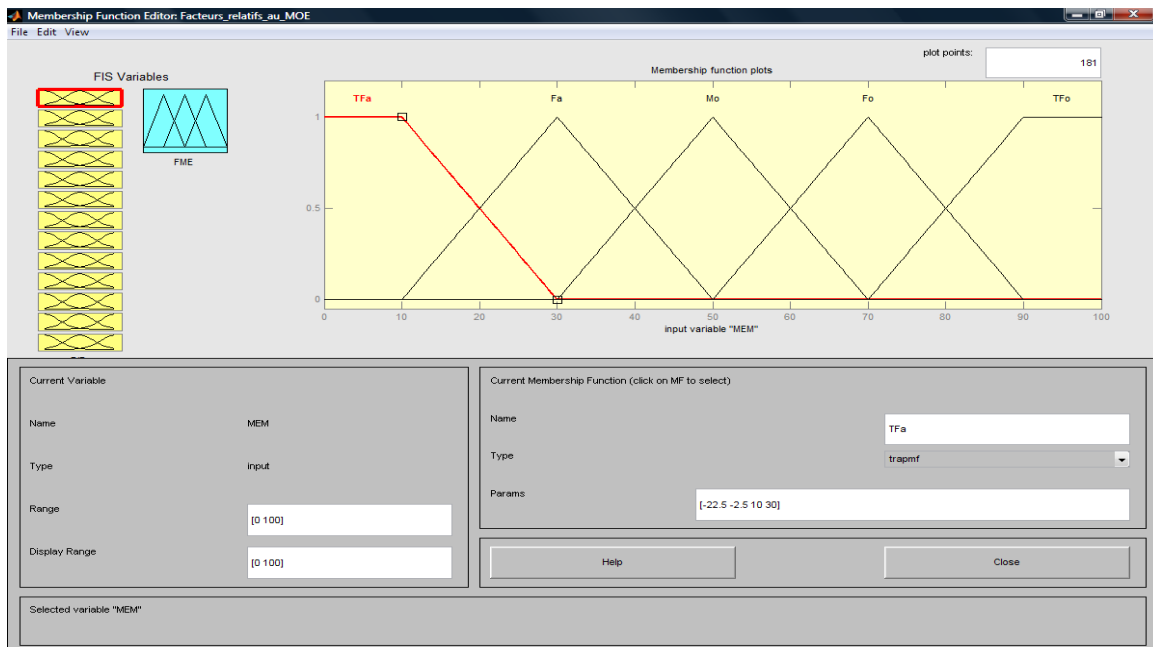 Membership Function Editor: Facteurs_relatifs_au_MOE
File Edit View
FIS Variables
FME
plot points:
181
Membership function plots
TFa Fa Mo Fo TFo
1
0.5
0
0 10 20 30 40 50 60 70 80 90 100
input variable "MEM"
Current Variable
Name MEM
Type input
Range [0 100]
Display Range [0 100]
Current Membership Function (click on MF to select)
Name TFa
Type trapmf
Params [-22.5 -2.5 10 30]
Help Close
Selected variable "MEM"